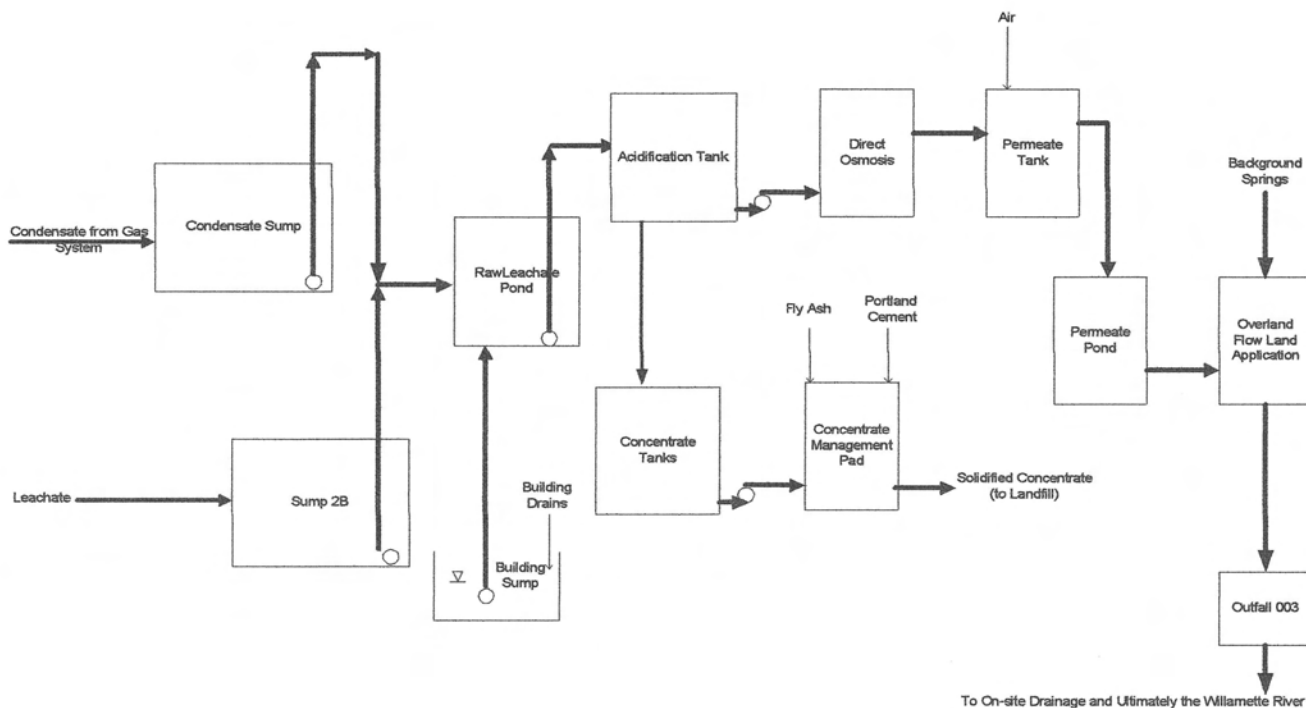 Air
Acidification Tank
Direct
Osmosis
Permeate
Tank
Background
Springs
Condensate Sump
Condensate from Gas
System
RawLeachate
Pond
Fly Ash
Portland
Cement
Permeate
Pond
Overland
Flow Land
Application
Concentrate
Tanks
Concentrate
Management
Pad
Solidified Concentrate
(to Landfill)
Leachate
Sump 2B
Building
Drains
Building
Sump
Outfall 003
To On-site Drainage and Ultimately the Willamette River